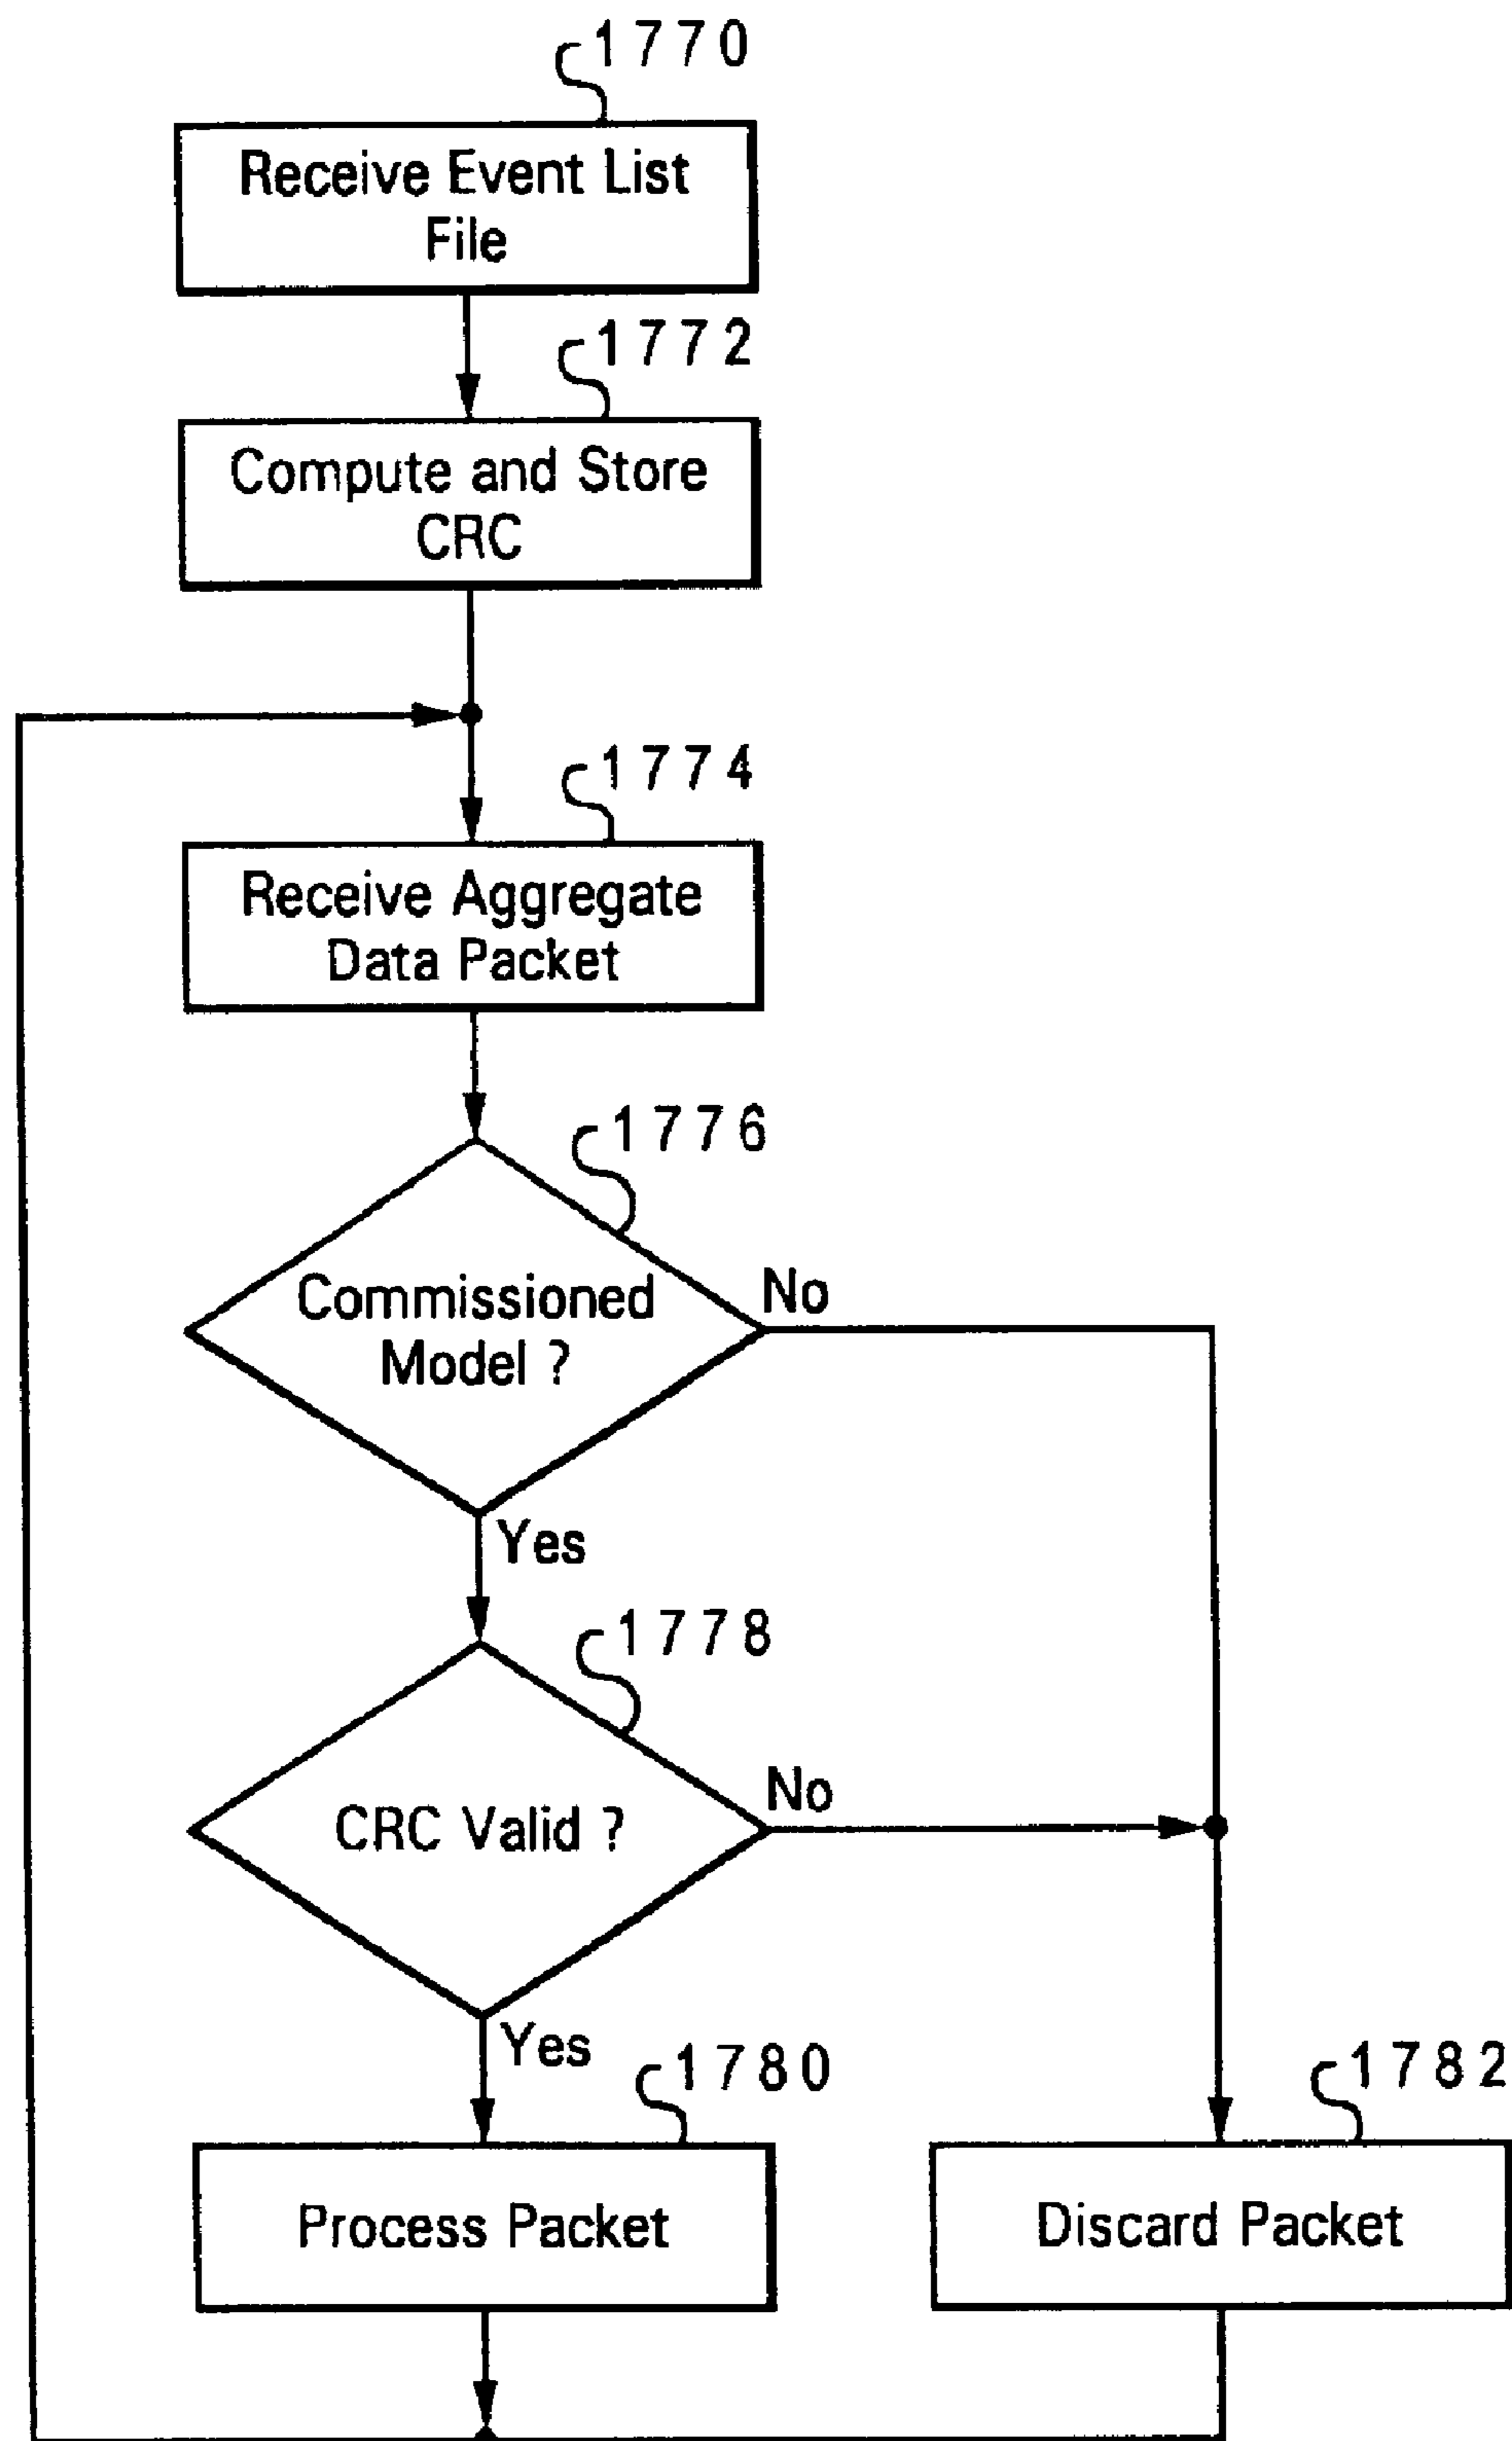 1770
Receive Event List
File
1772
Compute and Store
CRC
1774
Receive Aggregate
Data Packet
1776
Commissioned
Model ?
No
Yes
1778
CRC Valid ?
No
Yes
1780
Process Packet
1782
Discard Packet